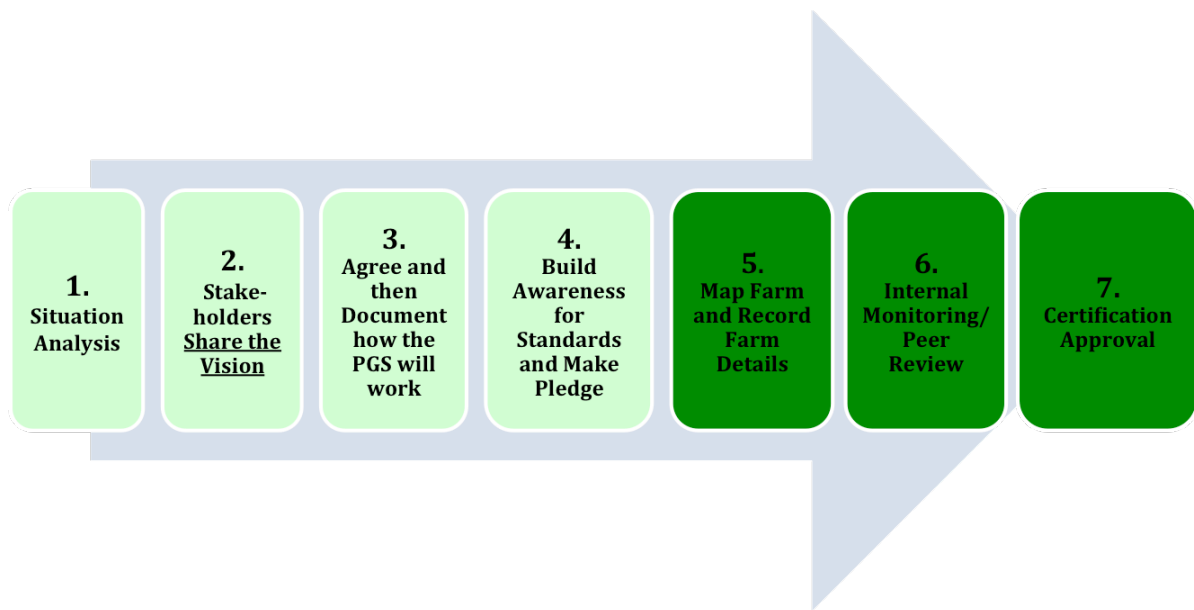 1.
Situation
Analysis
2.
Stake-
holders
Share the
Vision
3.
Agree and
then
Document
how the
PGS will
work
4.
Build
Awareness
for
Standards
and Make
Pledge
5.
Map Farm
and Record
Farm
Details
6.
Internal
Monitoring/
Peer
Review
7.
Certification
Approval